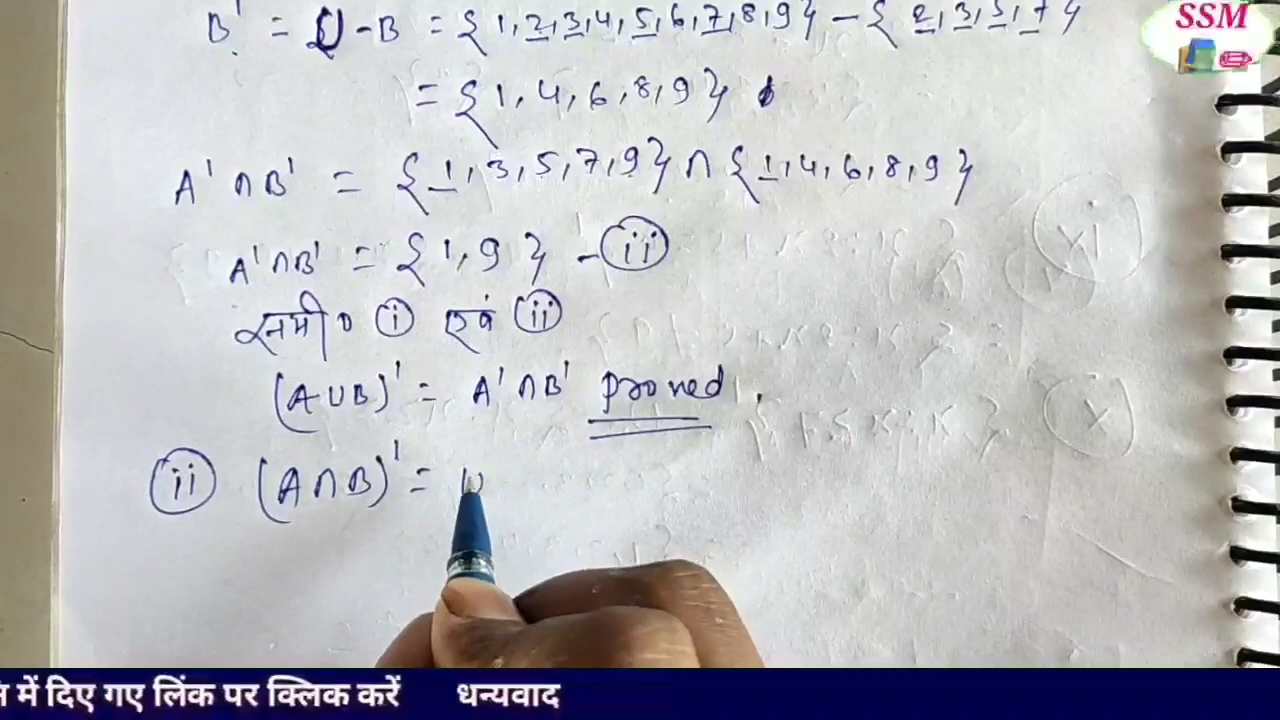 B' = U - B = {1,2,3,4,5,6,7,8,9} - {2,3,5,7}
SSM
= {1,4,6,8,9}
A' ∩ B' = {1,3,5,7,9} ∩ {1,4,6,8,9}
A' ∩ B' = {1,9} - ii
समी० i एवं ii
(A ∪ B)' = A' ∩ B' proved.
ii (A ∩ B)' =
में दिए गए लिंक पर क्लिक करें धन्यवाद